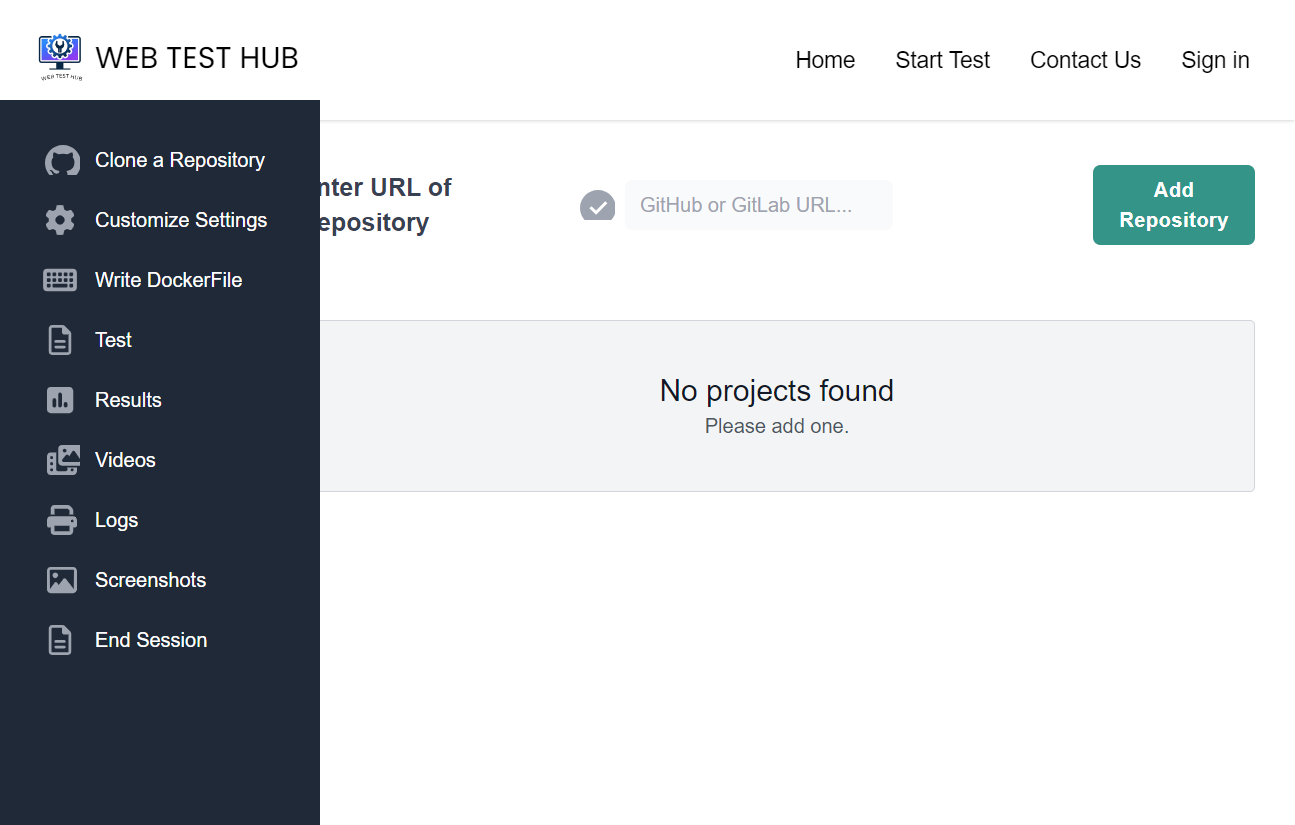 WEB TEST HUB
WEB TEST HUB
Home
Start Test
Contact Us
Sign in
Clone a Repository
Customize Settings
Write DockerFile
Test
Results
Videos
Logs
Screenshots
End Session
nter URL of
epository
GitHub or GitLab URL...
Add
Repository
No projects found
Please add one.